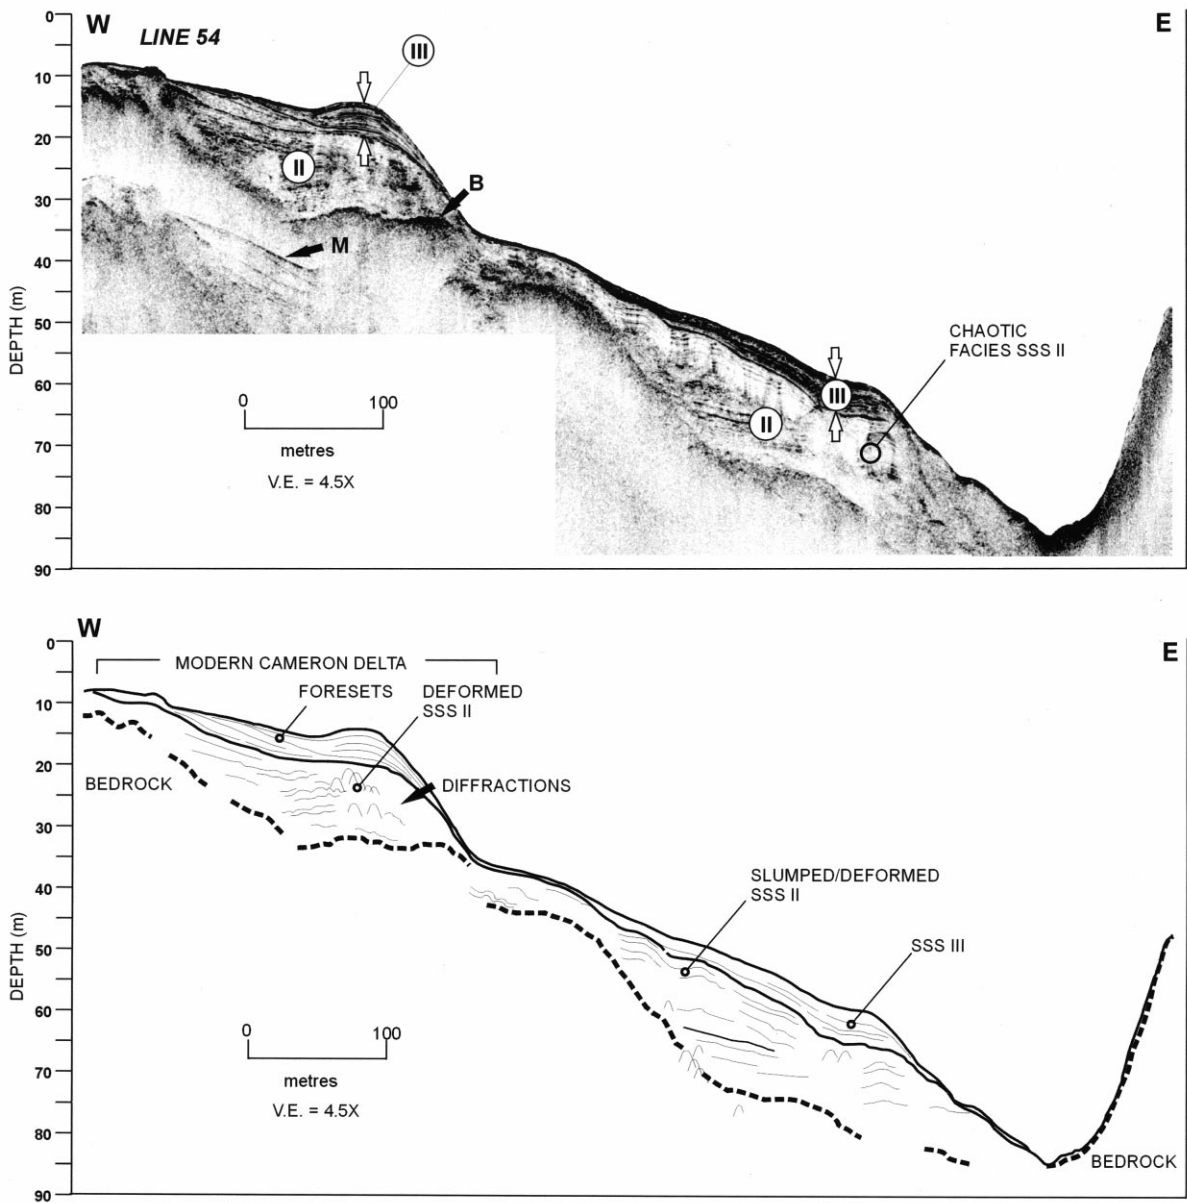 W
E
LINE 54
III
II
B
M
CHAOTIC
FACIES SSS II
III
II
0
10
20
30
40
50
60
70
80
90
DEPTH (m)
0 100
metres
V.E. = 4.5X
W
E
MODERN CAMERON DELTA
FORESETS
DEFORMED
SSS II
BEDROCK
DIFFRACTIONS
SLUMPED/DEFORMED
SSS II
SSS III
0
10
20
30
40
50
60
70
80
90
DEPTH (m)
0 100
metres
V.E. = 4.5X
BEDROCK